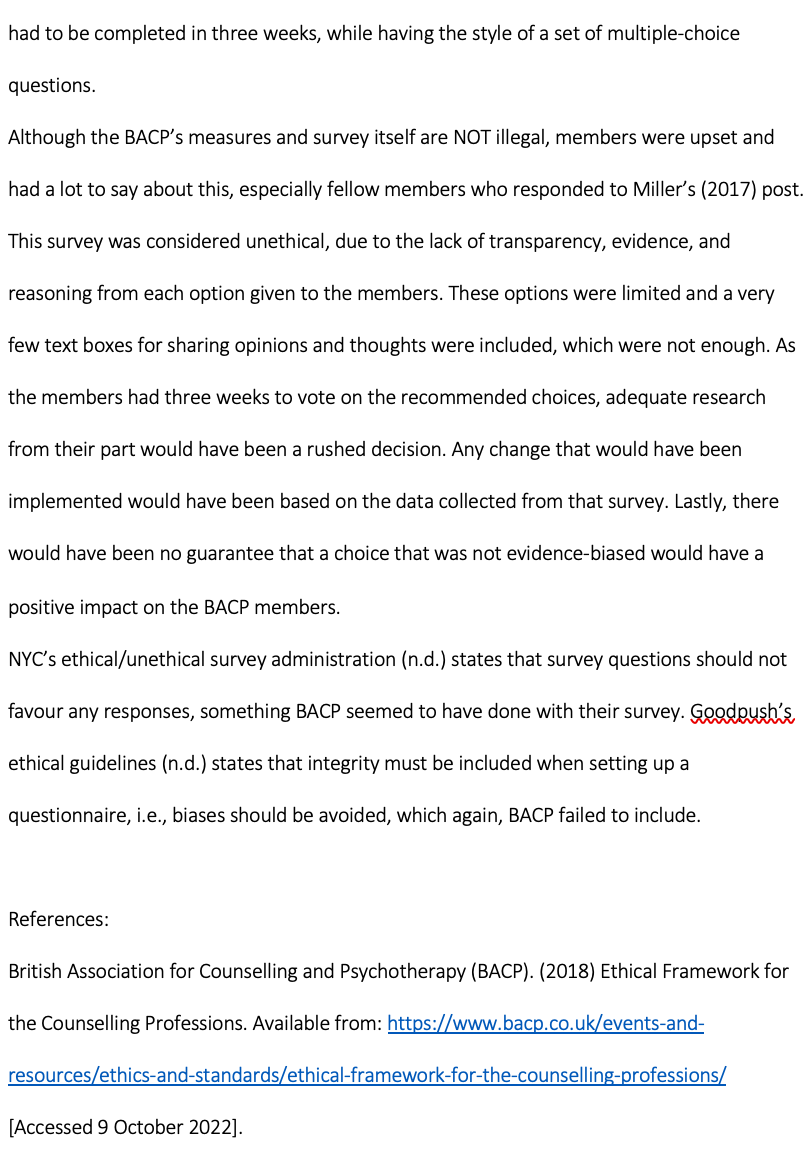 had to be completed in three weeks, while having the style of a set of multiple-choice
questions.
Although the BACP’s measures and survey itself are NOT illegal, members were upset and
had a lot to say about this, especially fellow members who responded to Miller’s (2017) post.
This survey was considered unethical, due to the lack of transparency, evidence, and
reasoning from each option given to the members. These options were limited and a very
few text boxes for sharing opinions and thoughts were included, which were not enough. As
the members had three weeks to vote on the recommended choices, adequate research
from their part would have been a rushed decision. Any change that would have been
implemented would have been based on the data collected from that survey. Lastly, there
would have been no guarantee that a choice that was not evidence-biased would have a
positive impact on the BACP members.
NYC’s ethical/unethical survey administration (n.d.) states that survey questions should not
favour any responses, something BACP seemed to have done with their survey. Goodpush’s
ethical guidelines (n.d.) states that integrity must be included when setting up a
questionnaire, i.e., biases should be avoided, which again, BACP failed to include.
References:
British Association for Counselling and Psychotherapy (BACP). (2018) Ethical Framework for
the Counselling Professions. Available from: https://www.bacp.co.uk/events-and-
resources/ethics-and-standards/ethical-framework-for-the-counselling-professions/
[Accessed 9 October 2022].